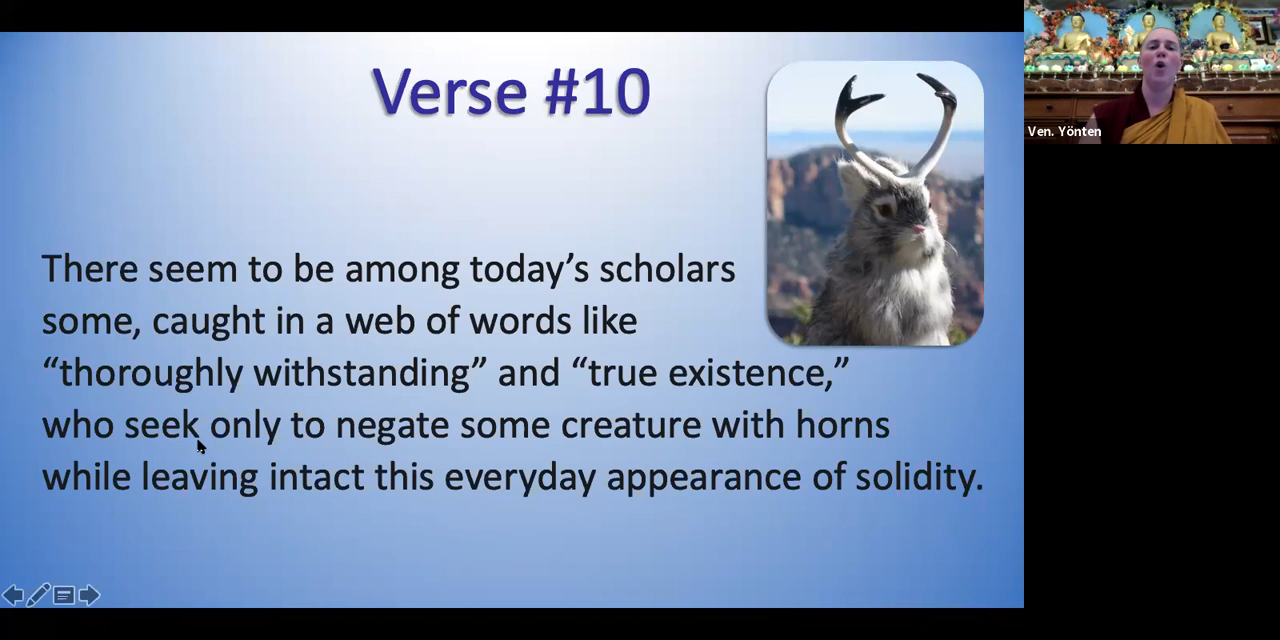 Verse #10
Ven. Yönten
There seem to be among today’s scholars
some, caught in a web of words like
“thoroughly withstanding” and “true existence,”
who seek only to negate some creature with horns
while leaving intact this everyday appearance of solidity.